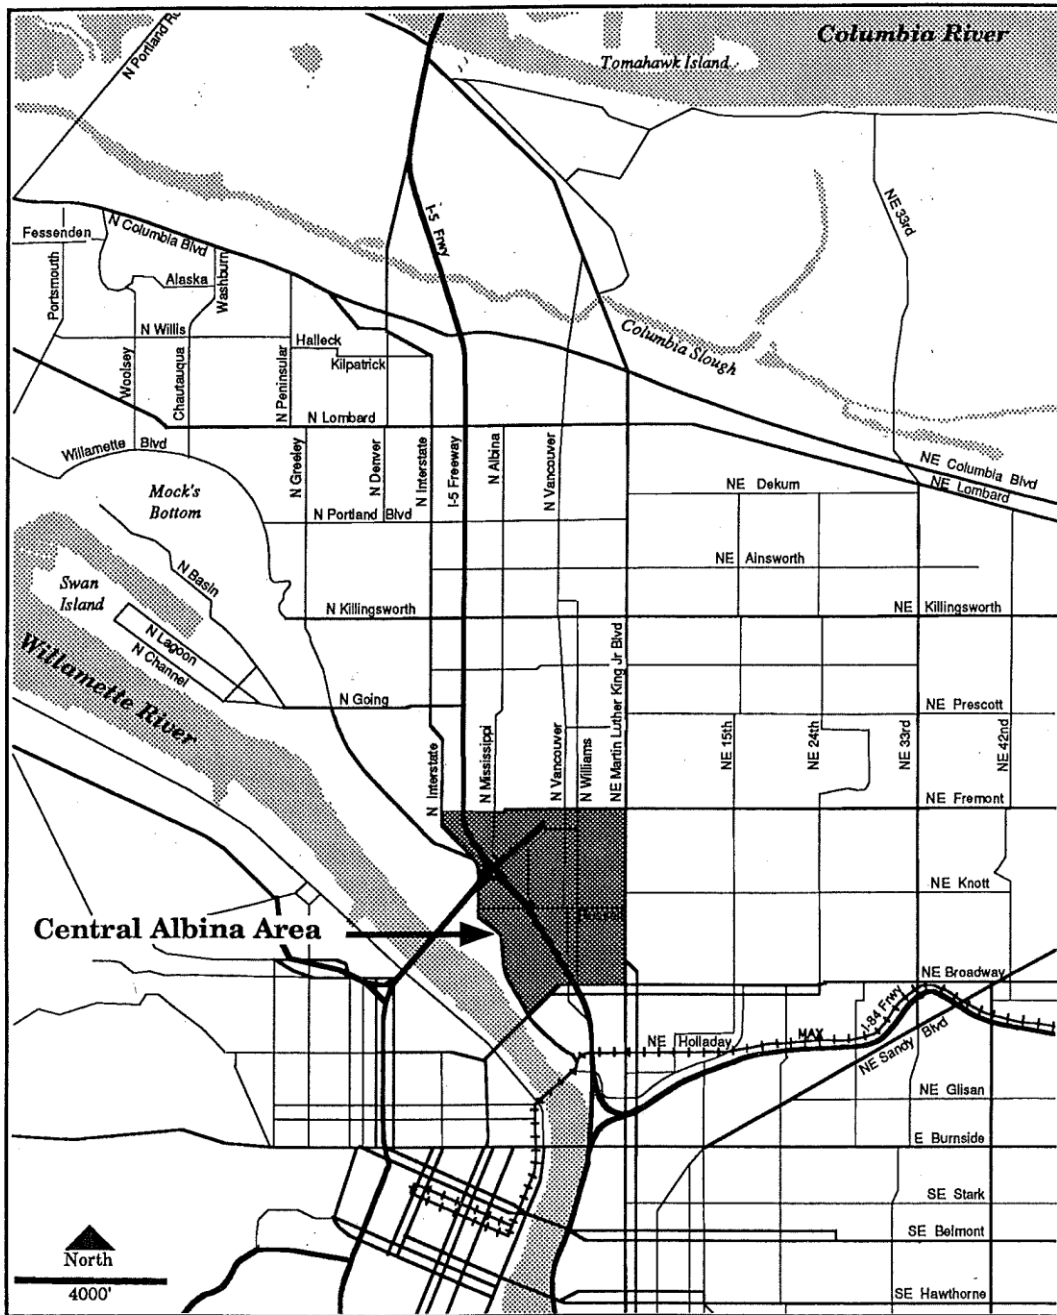 Columbia River
N Portland R
Tomahawk Island
I-5 Frwy
NE 33rd
Fessenden
N Columbia Blvd
Portsmouth
Alaska
Washburn
N Willis
Halleck
Kilpatrick
Columbia Slough
Woolsey
Chautauqua
N Peninsular
N Lombard
Willamette Blvd
N Greeley
N Denver
N Interstate
I-5 Freeway
N Albina
N Vancouver
NE Columbia Blvd
NE Lombard
NE Dekum
Mock's
Bottom
N Portland Blvd
NE Ainsworth
N Basin
Swan
Island
N Killingsworth
NE Killingsworth
N Lagoon
N Channel
Willamette River
N Going
NE Prescott
N Interstate
N Mississippi
N Vancouver
N Williams
NE Martin Luther King Jr Blvd
NE 15th
NE 24th
NE 33rd
NE 42nd
NE Fremont
NE Knott
Central Albina Area
NE Broadway
I-84 Frwy
MAX
NE Holladay
NE Sandy Blvd
NE Glisan
E Burnside
SE Stark
SE Belmont
North
4000'
SE Hawthorne